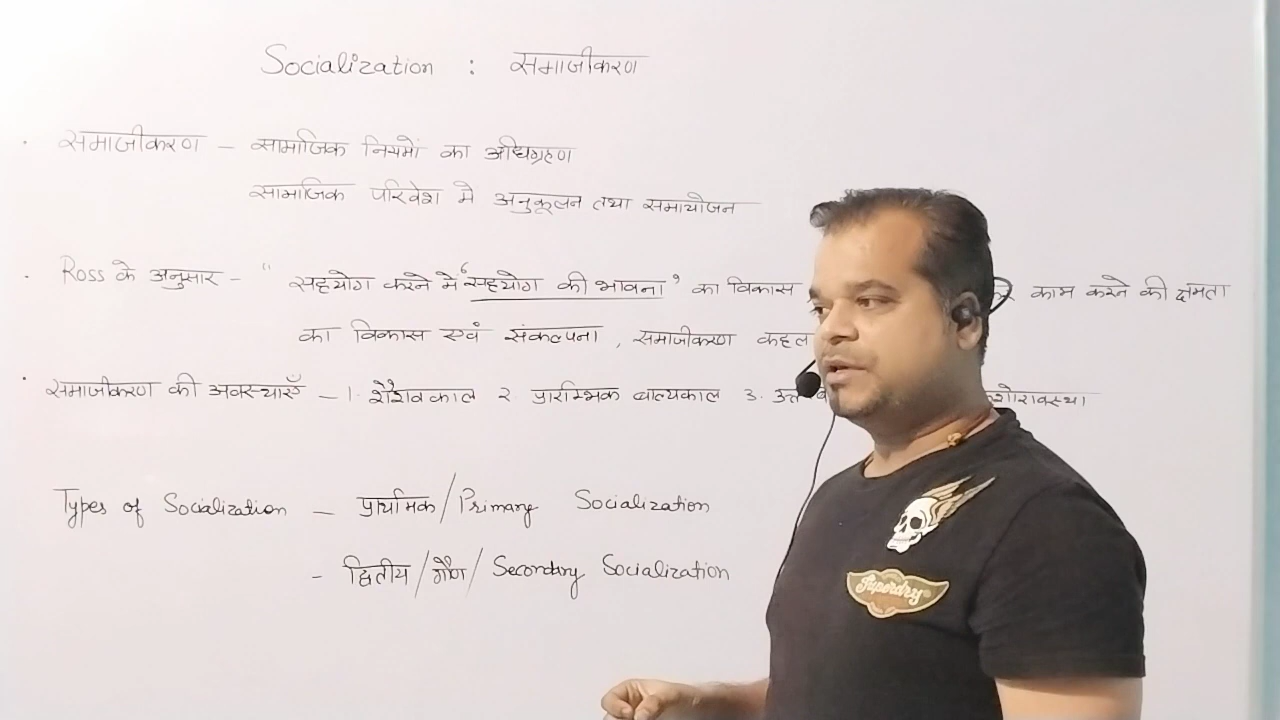 Socialization : समाजीकरण
· समाजीकरण – सामाजिक नियमों का अधिग्रहण
सामाजिक परिवेश मे अनुकूलन तथा समायोजन
· Ross के अनुसार – " सहयोग करने मे 'सहयोग की भावना' का विकास काम करने की क्षमता
का विकास एवं संकल्पना , समाजीकरण
· समाजीकरण की अवस्थाएँ – 1. शैशवकाल 2. प्रारम्भिक बाल्यकाल 3.
Types of Socialization – प्राथमिक / Primary Socialization
- द्वितीय / गौण / Secondary Socialization
Superdry